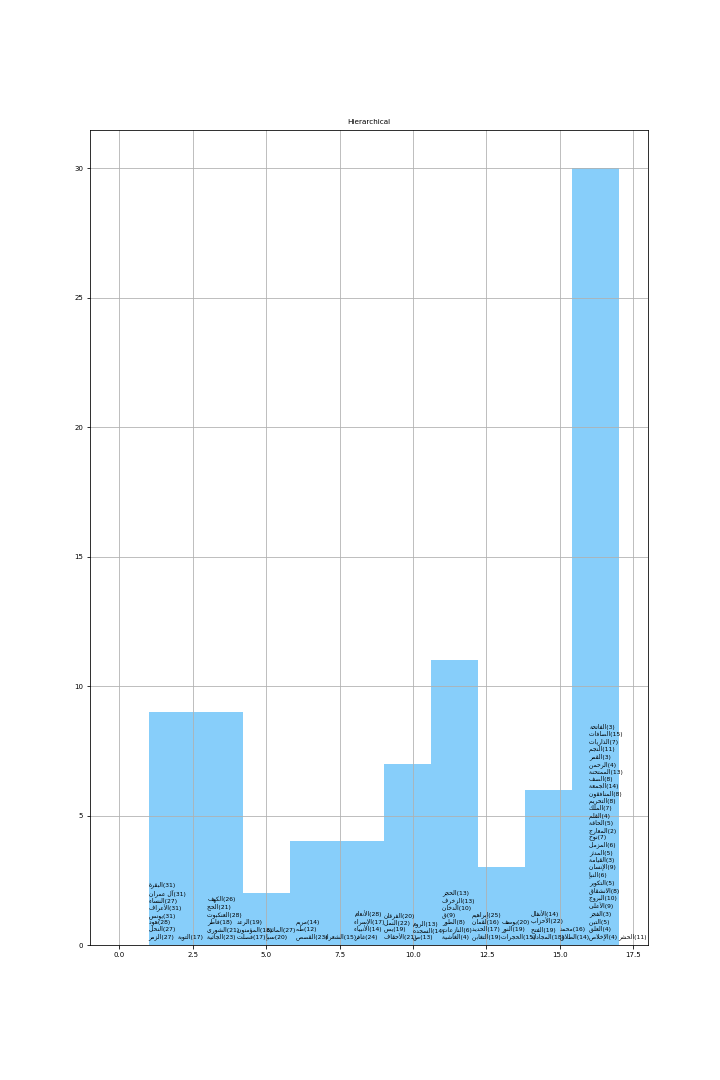 Hierarchical
30
25
20
15
10
5
0
البقرة(31)
آل عمران(31)
النساء(27)
الأعراف(31)
يونس(31)
هود(28)
النحل(27)
الزمر(27)
التوبة(17)
الكهف(26)
الحج(21)
العنكبوت(28)
فاطر(18)
الشورى(21)
الجاثية(23)
الرعد(19)
المؤمنون(18)
فصلت(17)
المائدة(27)
سبأ(20)
مريم(14)
طه(12)
القصص(23)
الشعراء(15)
الأنعام(28)
الإسراء(17)
الأنبياء(14)
غافر(24)
الفرقان(20)
النمل(22)
يس(19)
الأحقاف(21)
الروم(13)
السجدة(14)
ص(13)
الحجر(13)
الزخرف(13)
الدخان(10)
ق(9)
الطور(8)
النازعات(6)
الغاشية(4)
إبراهيم(25)
لقمان(16)
الحديد(17)
التغابن(19)
يوسف(20)
النور(19)
الحجرات(15)
الأنفال(14)
الأحزاب(22)
الفتح(19)
المجادلة(18)
محمد(16)
الطلاق(14)
الفاتحة(3)
الصافات(15)
الذاريات(7)
النجم(11)
القمر(3)
الرحمن(4)
الممتحنة(13)
الصف(8)
الجمعة(14)
المنافقون(8)
التحريم(8)
الملك(7)
القلم(4)
الحاقة(5)
المعارج(2)
نوح(7)
المزمل(6)
المدثر(5)
القيامة(3)
الإنسان(9)
النبأ(6)
التكوير(5)
الانشقاق(8)
البروج(10)
الأعلى(9)
الفجر(3)
التين(5)
العلق(4)
الإخلاص(4)
الحشر(11)
0.0 2.5 5.0 7.5 10.0 12.5 15.0 17.5